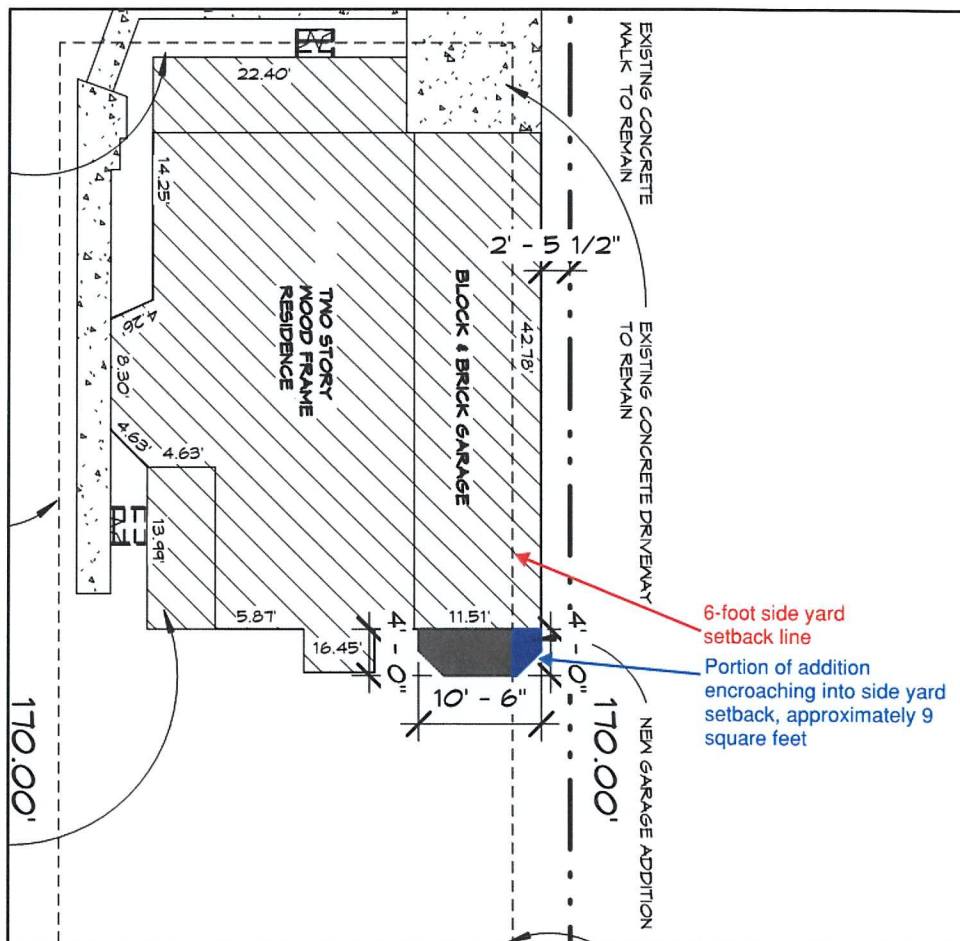 22.40'
EXISTING CONCRETE
WALK TO REMAIN
14.25'
2' - 5 1/2"
TWO STORY
WOOD FRAME
RESIDENCE
BLOCK & BRICK GARAGE
42.78'
EXISTING CONCRETE DRIVEWAY
TO REMAIN
4.26'
8.30'
4.63'
4.63'
13.99'
5.87'
16.45'
4' - 0"
11.51'
4' - 0"
10' - 6"
6-foot side yard
setback line
Portion of addition
encroaching into side yard
setback, approximately 9
square feet
170.00'
170.00'
NEW GARAGE ADDITION